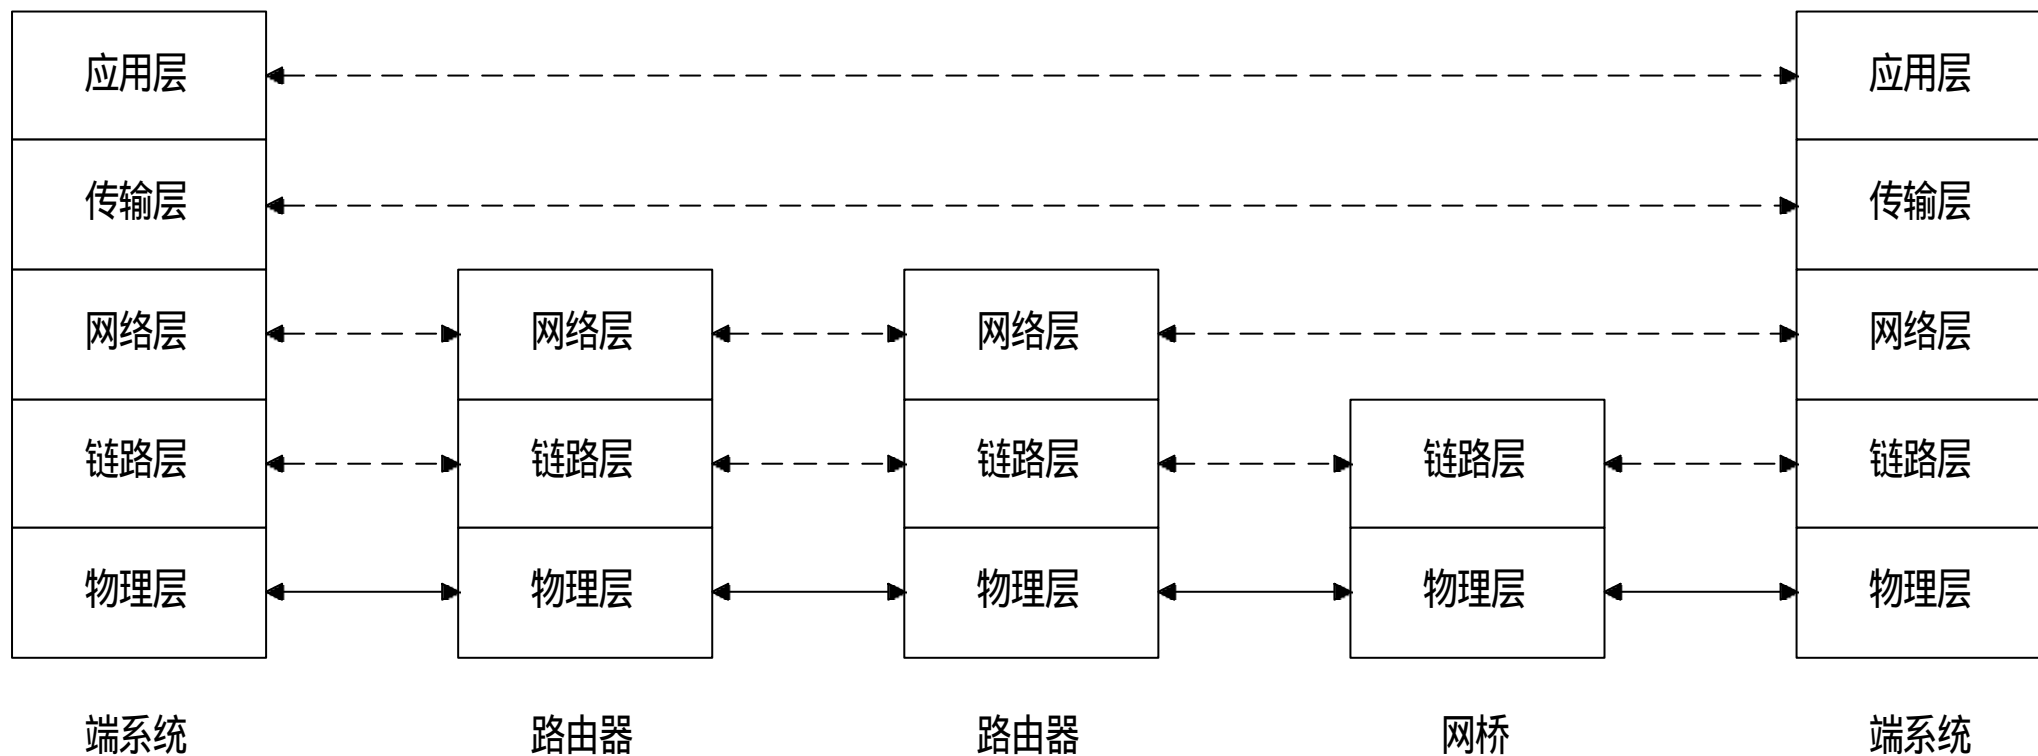 应用层 应用层
传输层 传输层
网络层 网络层 网络层 网络层
链路层 链路层 链路层 链路层 链路层
物理层 物理层 物理层 物理层 物理层
端系统 路由器 路由器 网桥 端系统